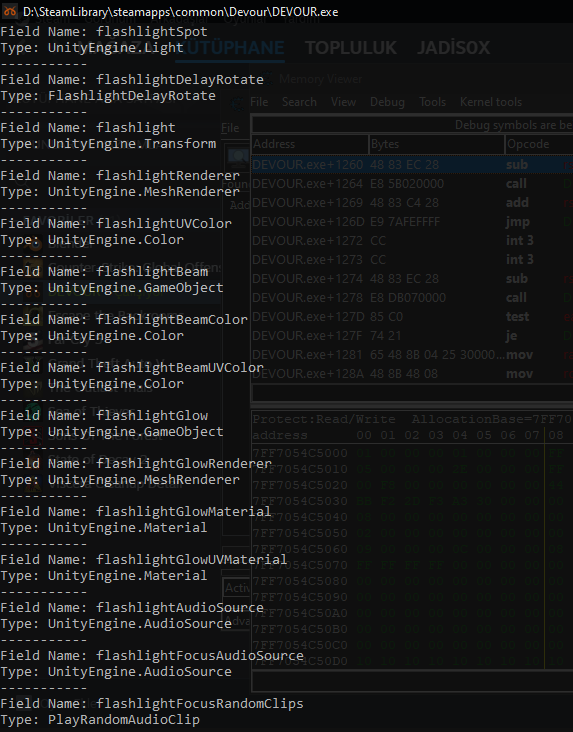 D:\SteamLibrary\steamapps\common\Devour\DEVOUR.exe
Field Name: flashlightSpot
Type: UnityEngine.Light
MAĞAZA KÜTÜPHANE TOPLULUK JADİS0X
-----------
Field Name: flashlightDelayRotate
Type: FlashlightDelayRotate
-----------
Field Name: flashlight
Type: UnityEngine.Transform
-----------
Field Name: flashlightRenderer
Type: UnityEngine.MeshRenderer
-----------
Field Name: flashlightUVColor
Type: UnityEngine.Color
-----------
Field Name: flashlightBeam
Type: UnityEngine.GameObject
-----------
Field Name: flashlightBeamColor
Type: UnityEngine.Color
-----------
Field Name: flashlightBeamUVColor
Type: UnityEngine.Color
-----------
Field Name: flashlightGlow
Type: UnityEngine.GameObject
-----------
Field Name: flashlightGlowRenderer
Type: UnityEngine.MeshRenderer
-----------
Field Name: flashlightGlowMaterial
Type: UnityEngine.Material
-----------
Field Name: flashlightGlowUVMaterial
Type: UnityEngine.Material
-----------
Field Name: flashlightAudioSource
Type: UnityEngine.AudioSource
-----------
Field Name: flashlightFocusAudioSource
Type: UnityEngine.AudioSource
-----------
Field Name: flashlightFocusRandomClips
Type: PlayRandomAudioClip
Memory Viewer
File Search View Debug Tools Kernel tools
Debug symbols are be
File
Address Bytes Opcode
DEVOUR.exe+1260 48 83 EC 28 sub
DEVOUR.exe+1264 E8 5B020000 call
DEVOUR.exe+1269 48 83 C4 28 add
DEVOUR.exe+126D E9 7AFEFFFF jmp
DEVOUR.exe+1272 CC int 3
DEVOUR.exe+1273 CC int 3
DEVOUR.exe+1274 48 83 EC 28 sub
DEVOUR.exe+1278 E8 DB070000 call
DEVOUR.exe+127D 85 C0 test
DEVOUR.exe+127F 74 21 je
DEVOUR.exe+1281 65 48 8B 04 25 30000... mov
DEVOUR.exe+128A 48 8B 48 08 mov
Protect:Read/Write AllocationBase=7FF70
address 00 01 02 03 04 05 06 07 08
7FF7054C5000
7FF7054C5010
7FF7054C5020
7FF7054C5030
7FF7054C5040
7FF7054C5050
7FF7054C5060
7FF7054C5070
7FF7054C5080
7FF7054C5090
7FF7054C50A0
7FF7054C50B0
7FF7054C50C0
7FF7054C50D0